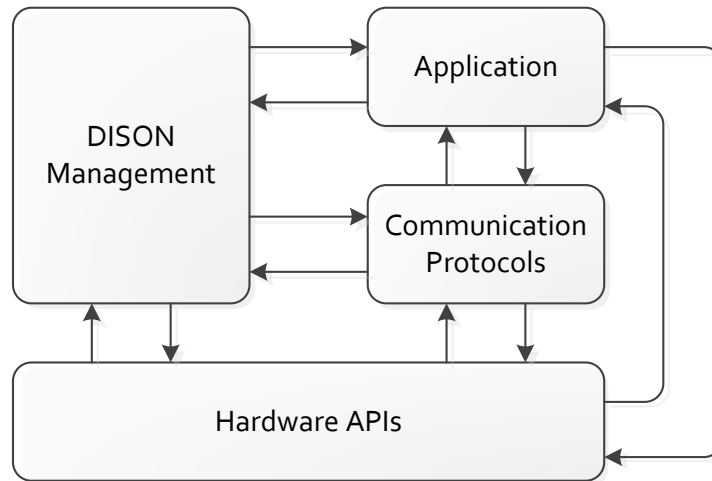 DISON
Management
Application
Communication
Protocols
Hardware APIs